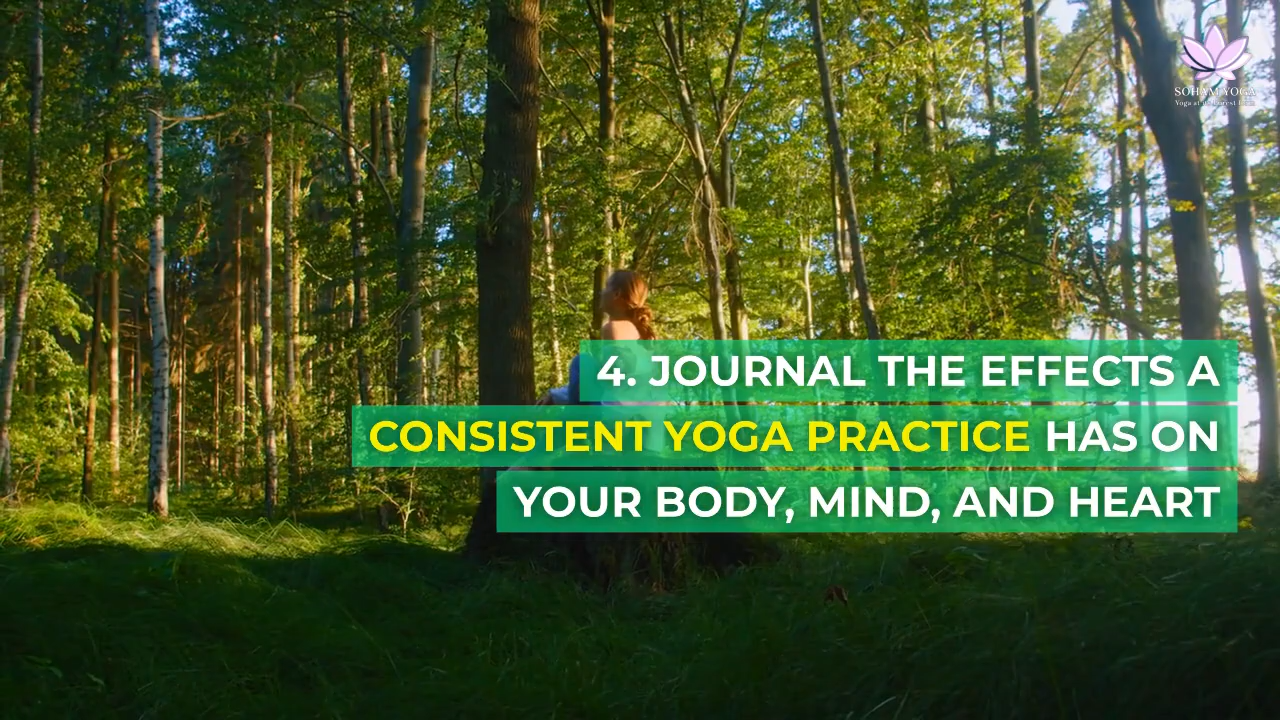 SOHAM YOGA
4. JOURNAL THE EFFECTS A
CONSISTENT YOGA PRACTICE HAS ON
YOUR BODY, MIND, AND HEART